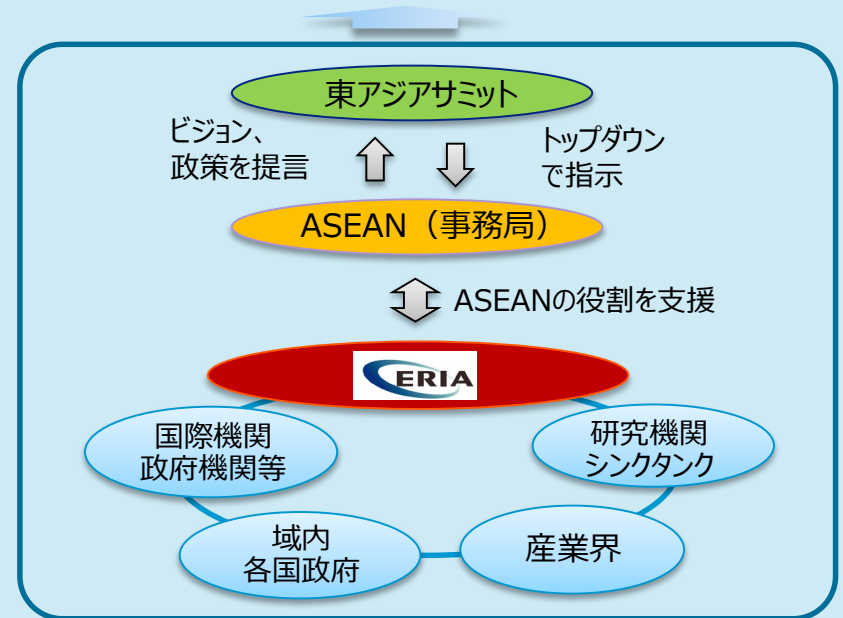 東アジアサミット
ビジョン、
政策を提言
トップダウン
で指示
ASEAN（事務局）
ASEANの役割を支援
ERIA
国際機関
政府機関等
研究機関
シンクタンク
域内
各国政府
産業界